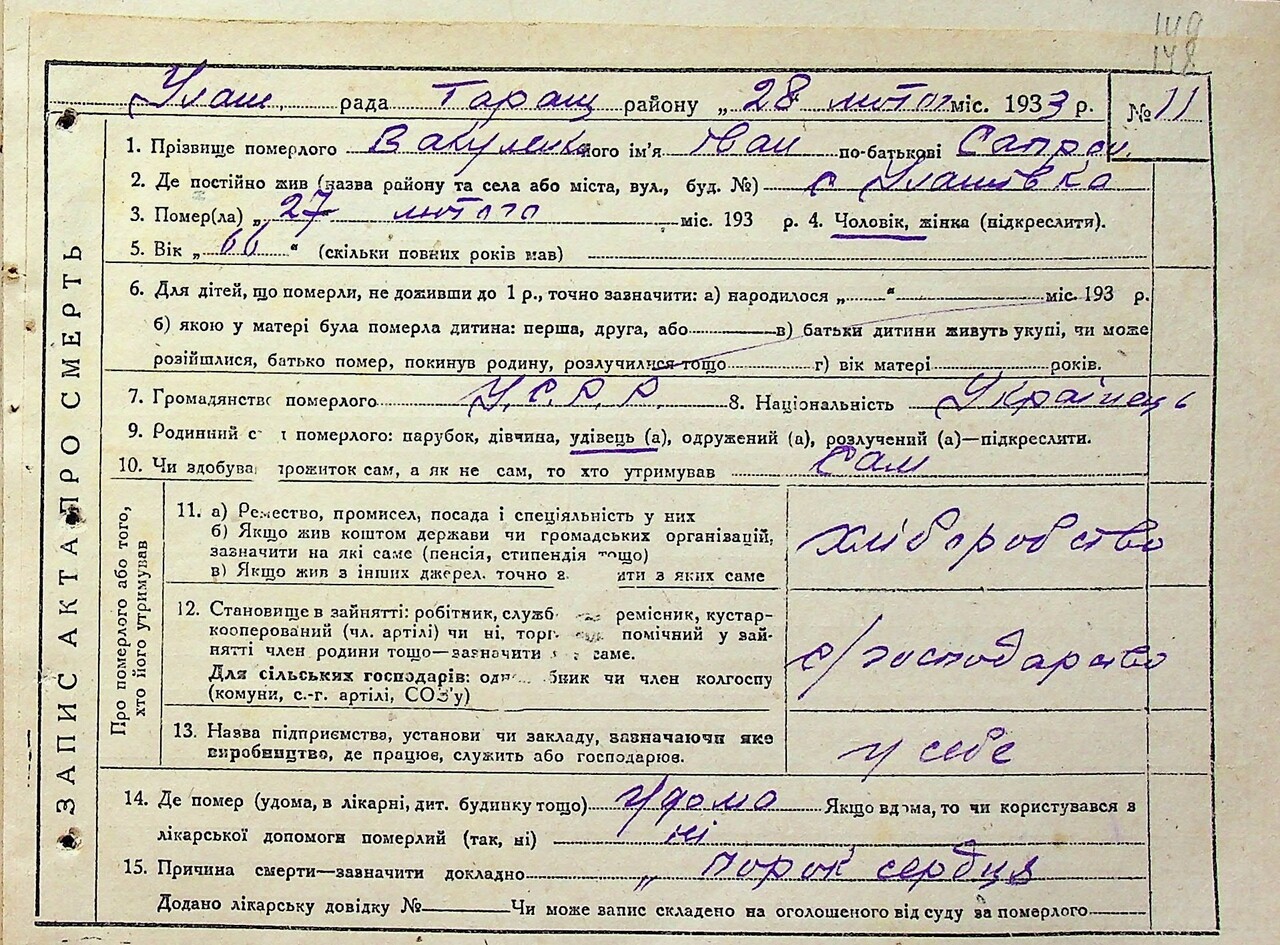 149
148
Улаш. рада Таращ району „ 28 лютого міс. 1933 р. № 11
ЗАПИС АКТА ПРО СМЕРТЬ
1. Прізвище померлого Вакуленко його ім'я Іван по-батькові Сапрон.
2. Де постійно жив (назва району та села або міста, вул., буд. №) с Улашівка
3. Помер(ла) „ 27 лютого міс. 193 р. 4. Чоловік, жінка (підкреслити).
5. Вік „ 66 “ (скільки повних років мав)
6. Для дітей, що померли, не доживши до 1 р., точно зазначити: а) народилося „ “ міс. 193 р.
б) якою у матері була померла дитина: перша, друга, або в) батьки дитини живуть укупі, чи може
розійшлися, батько помер, покинув родину, розлучилися тощо г) вік матері років.
7. Громадянство померлого У.С.Р.Р. 8. Національність Українець
9. Родинний с т померлого: парубок, дівчина, удівець (а), одружений (а), розлучений (а)—підкреслити.
10. Чи здобува прожиток сам, а як не сам, то хто утримував сам
Про померлого або того,
хто його утримував
11. а) Ремество, промисел, посада і спеціяльність у них
б) Якщо жив коштом держави чи громадських організацій,
зазначити на які саме (пенсія, стипендія тощо)
в) Якщо жив з інших джерел. точно з ити з яких саме
хліборобство
12. Становище в зайнятті: робітник, служб ремісник, кустар-
кооперований (чл. артілі) чи ні, торг помічний у зай-
нятті член родини тощо—зазначити саме.
Для сільських господарів: од бник чи член колгоспу
(комуни, с.-г. артілі, СОЗ'у)
с/господарство
13. Назва підприємства, установи чи закладу, зазначаючи яке
виробництво, де працює, служить або господарює.
у себе
14. Де помер (удома, в лікарні, дит. будинку тощо) удома Якщо вдома, то чи користувався з
лікарської допомоги померлий (так, ні) ні
15. Причина смерти—зазначити докладно „ порок сердця
Додано лікарську довідку № Чи може запис складено на оголошеного від суду за померлого